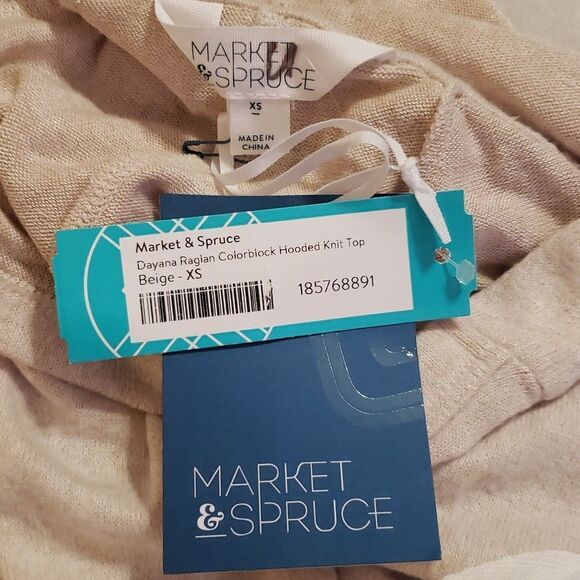 MARKET
& SPRUCE
XS
MADE IN
CHINA
Market & Spruce
Dayana Raglan Colorblock Hooded Knit Top
Beige - XS
185768891
MARKET
& SPRUCE